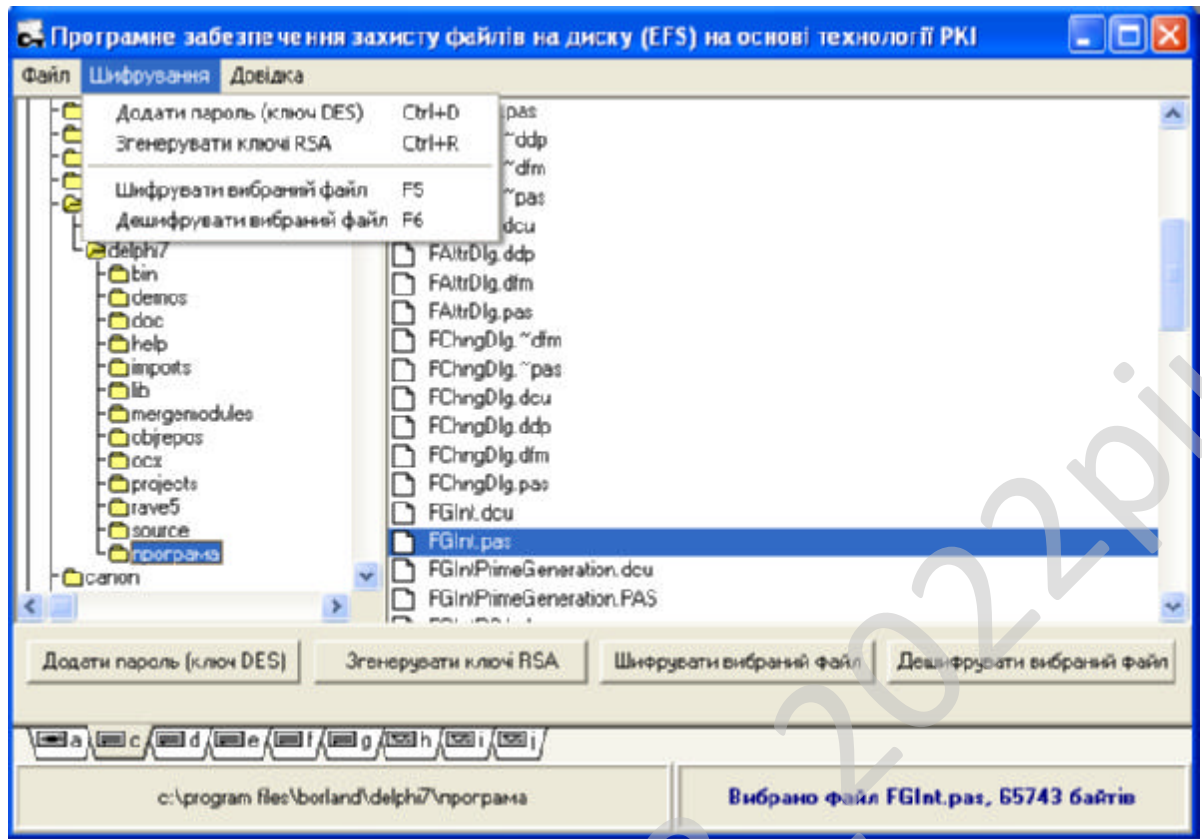 Програмне забезпечення захисту файлів на диску (EFS) на основі технології PKI
Файл Шифрування Довідка
Додати пароль (ключ DES) Ctrl+D
Згенерувати ключі RSA Ctrl+R
Шифрувати вибраний файл F5
Дешифрувати вибраний файл F6
delphi7
bin
demos
doc
help
imports
lib
mergemodules
objrepos
ocx
projects
rave5
source
програма
canon
pas
~ddp
~dfm
~pas
dcu
FAttrDlg.ddp
FAttrDlg.dfm
FAttrDlg.pas
FChngDlg.~dfm
FChngDlg.~pas
FChngDlg.dcu
FChngDlg.ddp
FChngDlg.dfm
FChngDlg.pas
FGInt.dcu
FGInt.pas
FGIntPrimeGeneration.dcu
FGIntPrimeGeneration.PAS
Додати пароль (ключ DES) Згенерувати ключі RSA Шифрувати вибраний файл Дешифрувати вибраний файл
a c d e f g h i j
c:\program files\borland\delphi7\програма Вибрано файл FGInt.pas, 65743 байтів